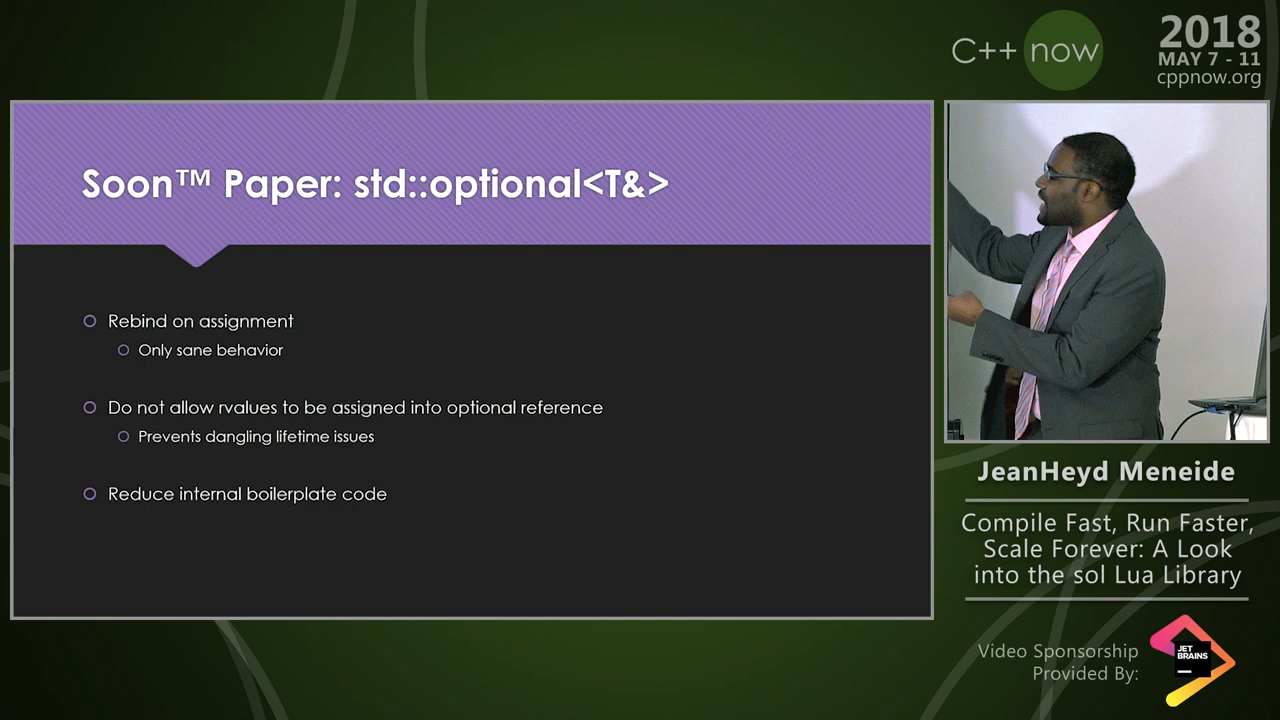 C++ now
2018
MAY 7 - 11
cppnow.org
Soon™ Paper: std::optional<T&>
Rebind on assignment
Only sane behavior
Do not allow rvalues to be assigned into optional reference
Prevents dangling lifetime issues
Reduce internal boilerplate code
JeanHeyd Meneide
Compile Fast, Run Faster,
Scale Forever: A Look
into the sol Lua Library
Video Sponsorship
Provided By:
JET
BRAINS